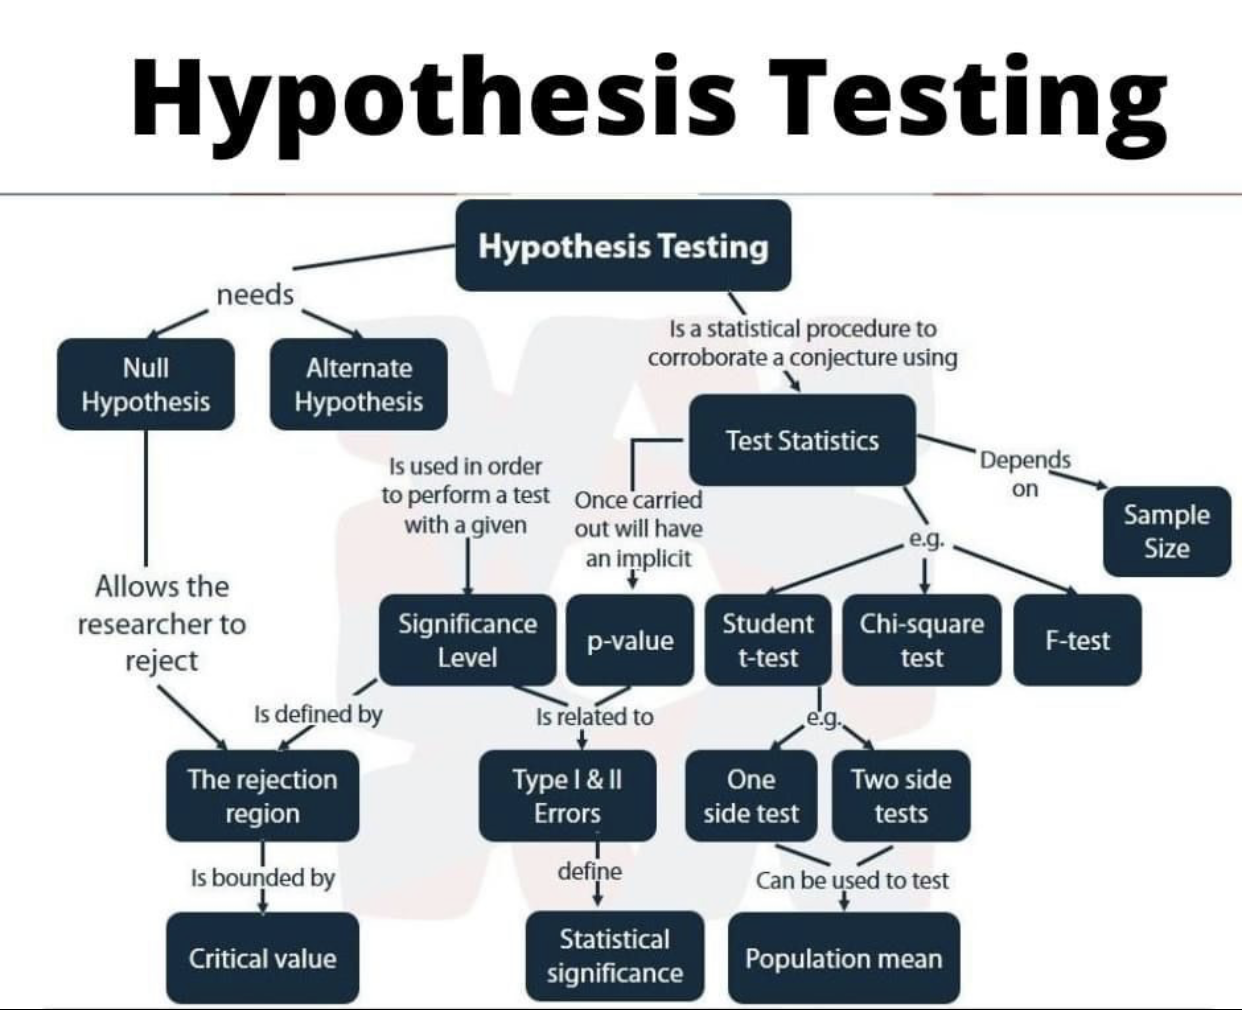 Hypothesis Testing
Hypothesis Testing
needs
Null
Hypothesis
Alternate
Hypothesis
Is a statistical procedure to
corroborate a conjecture using
Test Statistics
Depends
on
Sample
Size
Is used in order
to perform a test
with a given
Once carried
out will have
an implicit
e.g.
Allows the
researcher to
reject
Significance
Level
p-value
Student
t-test
Chi-square
test
F-test
Is defined by
Is related to
e.g.
The rejection
region
Type I & II
Errors
One
side test
Two side
tests
Is bounded by
define
Can be used to test
Critical value
Statistical
significance
Population mean